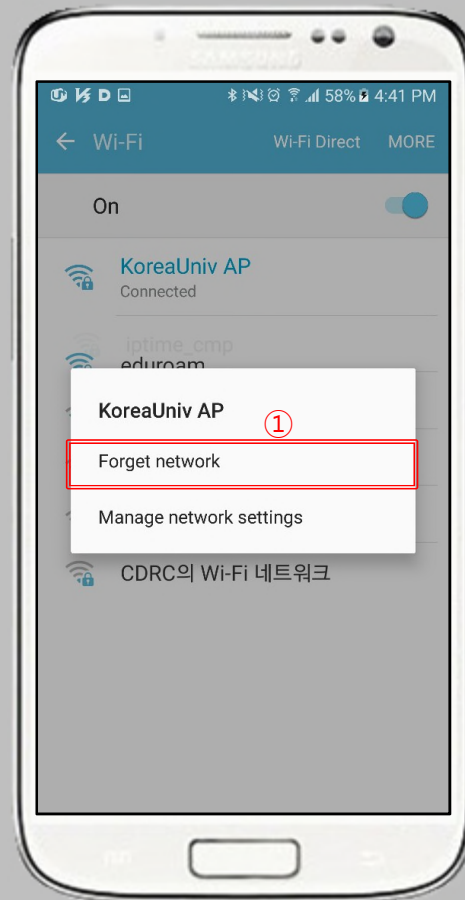 SAMSUNG
58% 4:41 PM
Wi-Fi Wi-Fi Direct MORE
On
KoreaUniv AP
Connected
iptime_cmp
eduroam
KoreaUniv AP
①
Forget network
Manage network settings
CDRC의 Wi-Fi 네트워크